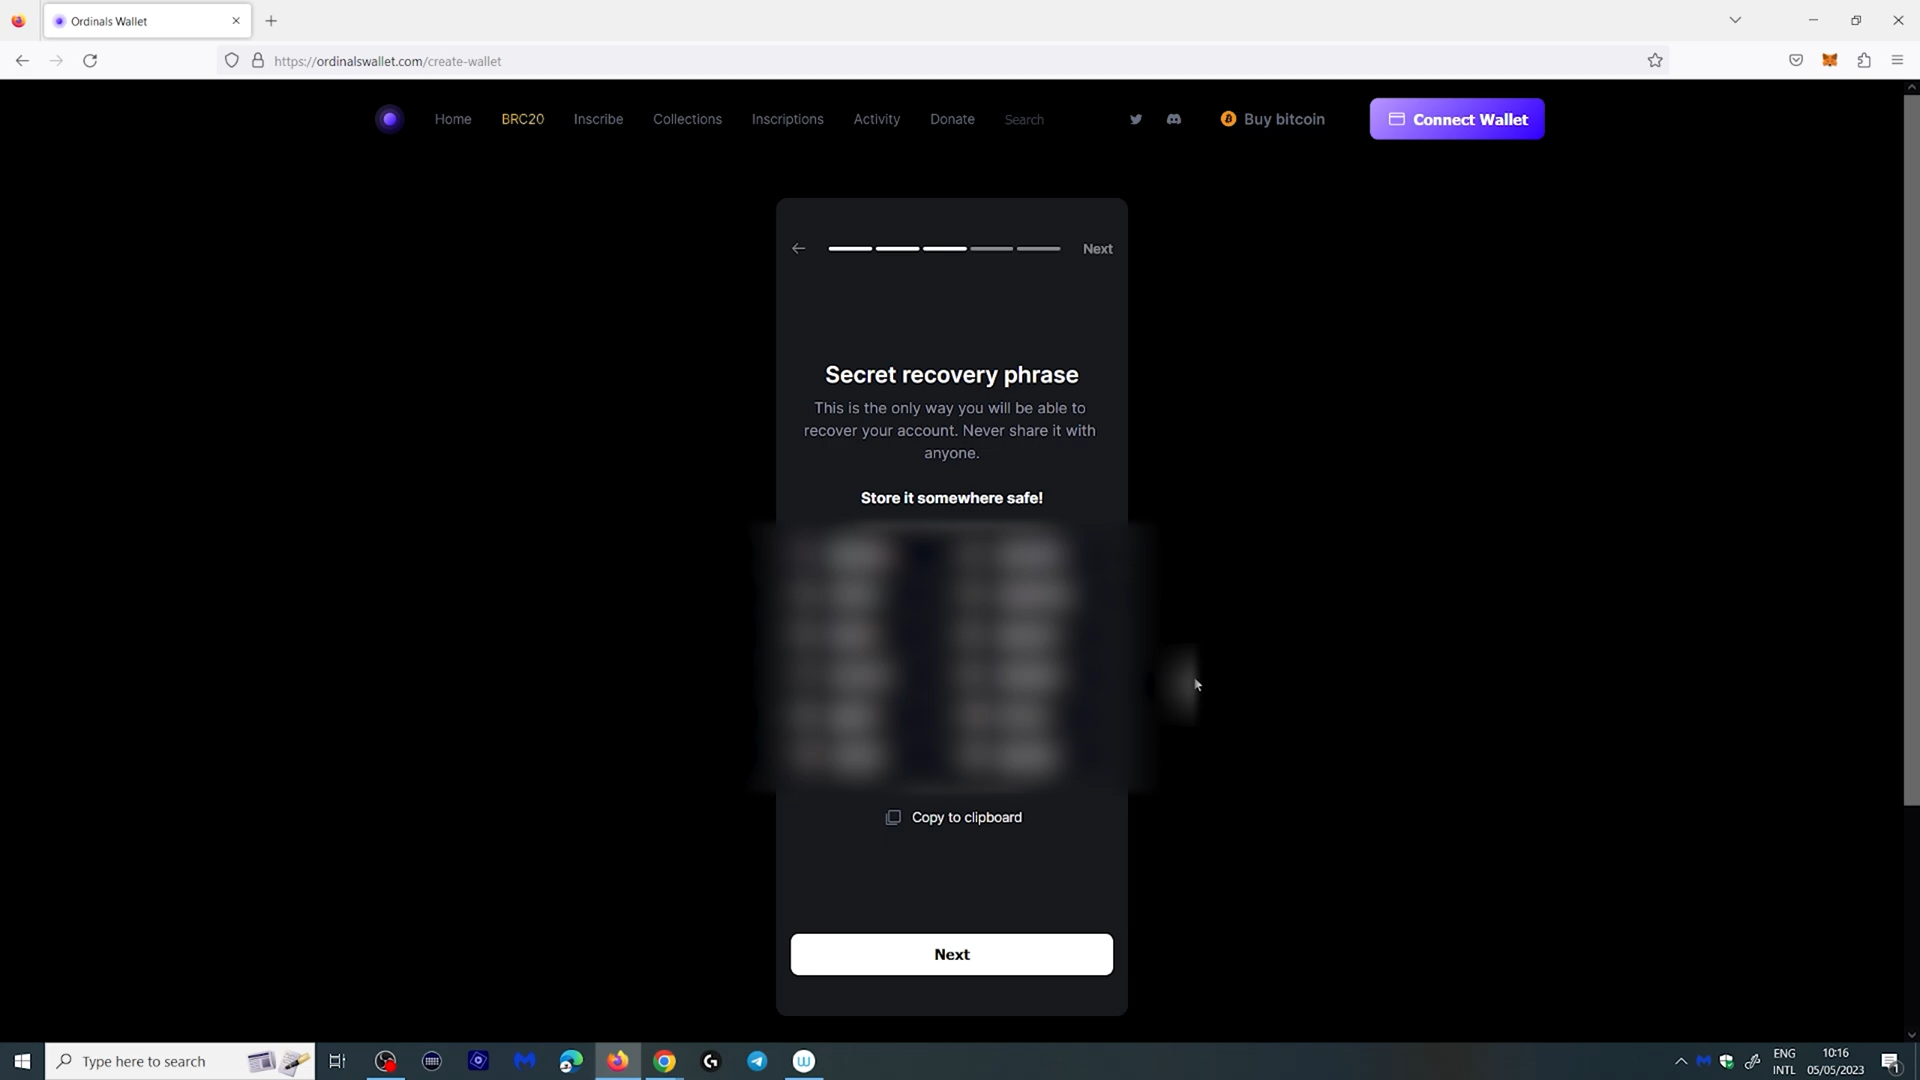 Ordinals Wallet
https://ordinalswallet.com/create-wallet
Home BRC20 Inscribe Collections Inscriptions Activity Donate Search Buy bitcoin Connect Wallet
Next
Secret recovery phrase
This is the only way you will be able to
recover your account. Never share it with
anyone.
Store it somewhere safe!
Copy to clipboard
Next
Type here to search
ENG 10:16
INTL 05/05/2023
1